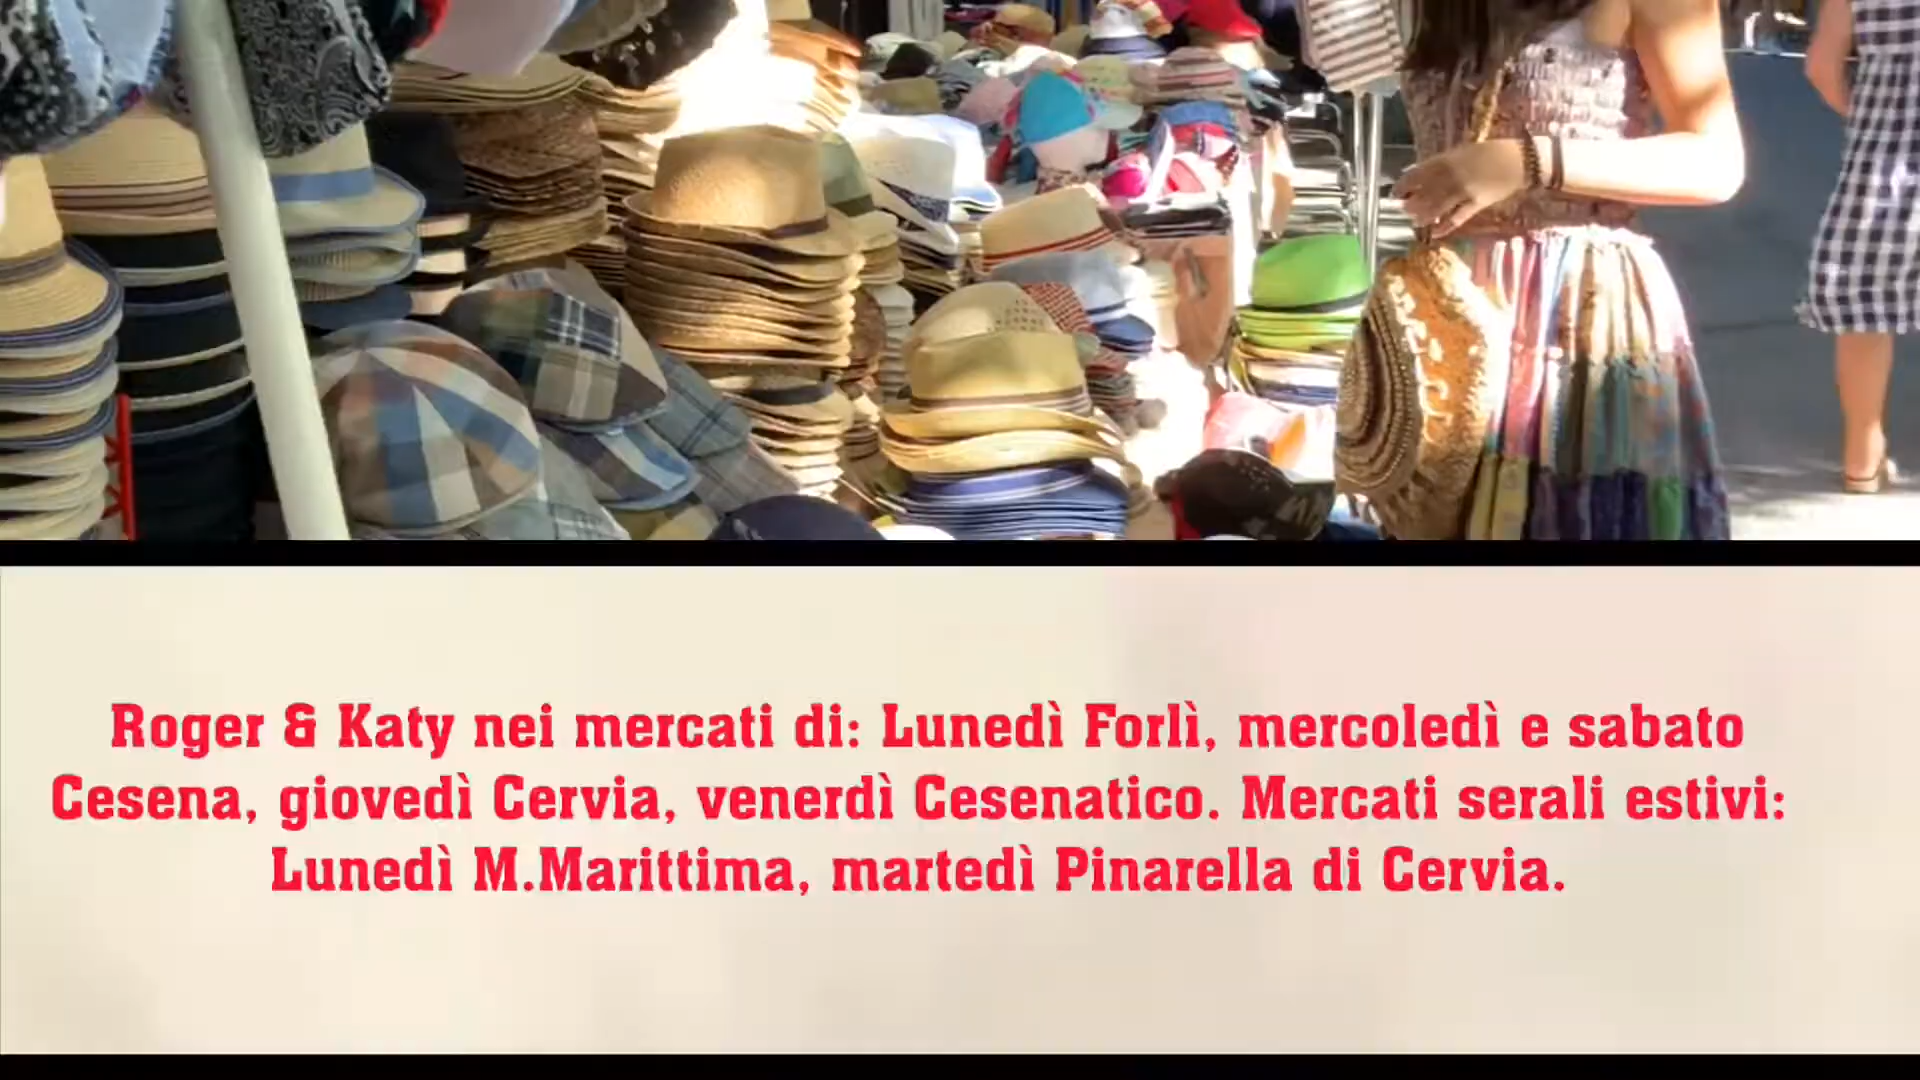 Roger & Katy nei mercati di: Lunedì Forlì, mercoledì e sabato
Cesena, giovedì Cervia, venerdì Cesenatico. Mercati serali estivi:
Lunedì M.Marittima, martedì Pinarella di Cervia.